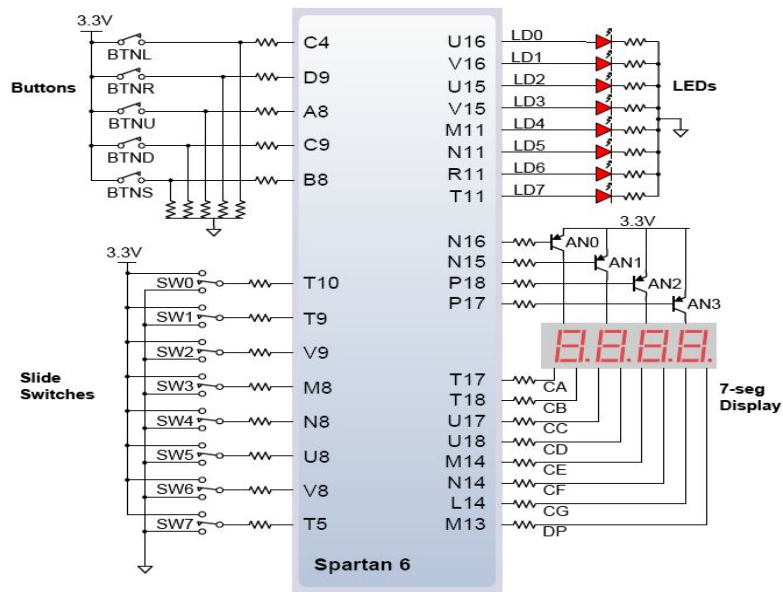 3.3V
BTNL
BTNR
BTNU
BTND
BTNS
Buttons
C4
D9
A8
C9
B8
3.3V
SW0
SW1
SW2
SW3
SW4
SW5
SW6
SW7
Slide
Switches
T10
T9
V9
M8
N8
U8
V8
T5
Spartan 6
U16 LD0
V16 LD1
U15 LD2
V15 LD3
M11 LD4
N11 LD5
R11 LD6
T11 LD7
LEDs
3.3V
N16 AN0
N15 AN1
P18 AN2
P17 AN3
8.8.8.8.
T17 CA
T18 CB
U17 CC
U18 CD
M14 CE
N14 CF
L14 CG
M13 DP
7-seg
Display